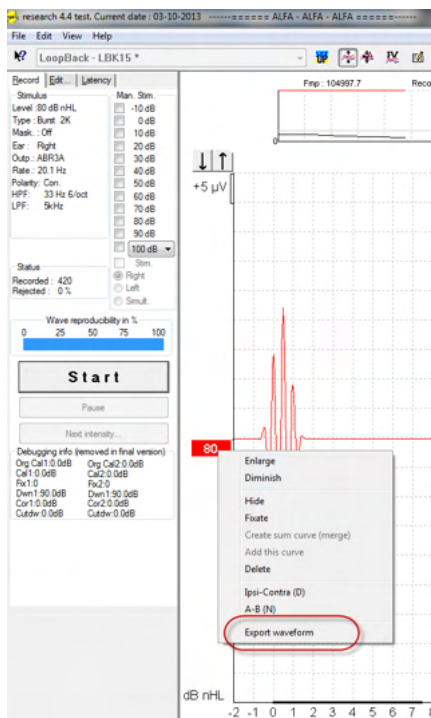 research 4.4 test. Current date : 03-10-2013 ------====== ALFA - ALFA - ALFA ======------
File Edit View Help
LoopBack - LBK15 *
Record Edit... Latency
Stimulus
Level :80 dB nHL
Type : Burst 2K
Mask. : Off
Ear : Right
Outp.: ABR3A
Rate : 20.1 Hz
Polarity: Con.
HPF: 33 Hz 6/oct
LPF: 5kHz
Man. Stim.
-10 dB
0 dB
10 dB
20 dB
30 dB
40 dB
50 dB
60 dB
70 dB
80 dB
90 dB
100 dB
Stim.
Right
Left
Simult.
Status
Recorded : 420
Rejected : 0 %
Wave reproducibility in %
0 25 50 75 100
Start
Pause
Next intensity...
Debugging info (removed in final version)
Org Cal1:0.0dB Org Cal2:0.0dB
Cal1:0.0dB Cal2:0.0dB
Fix1:0 Fix2:0
Dwn1:90.0dB Dwn1:90.0dB
Cor1:0.0dB Cor2:0.0dB
Cutdw:0.0dB Cutdw:0.0dB
Fmp : 104997.7 Reco
0
+5 µV
80
Enlarge
Diminish
Hide
Fixate
Create sum curve (merge)
Add this curve
Delete
Ipsi-Contra (D)
A-B (N)
Export waveform
dB nHL
-2 -1 0 1 2 3 4 5 6 7 8